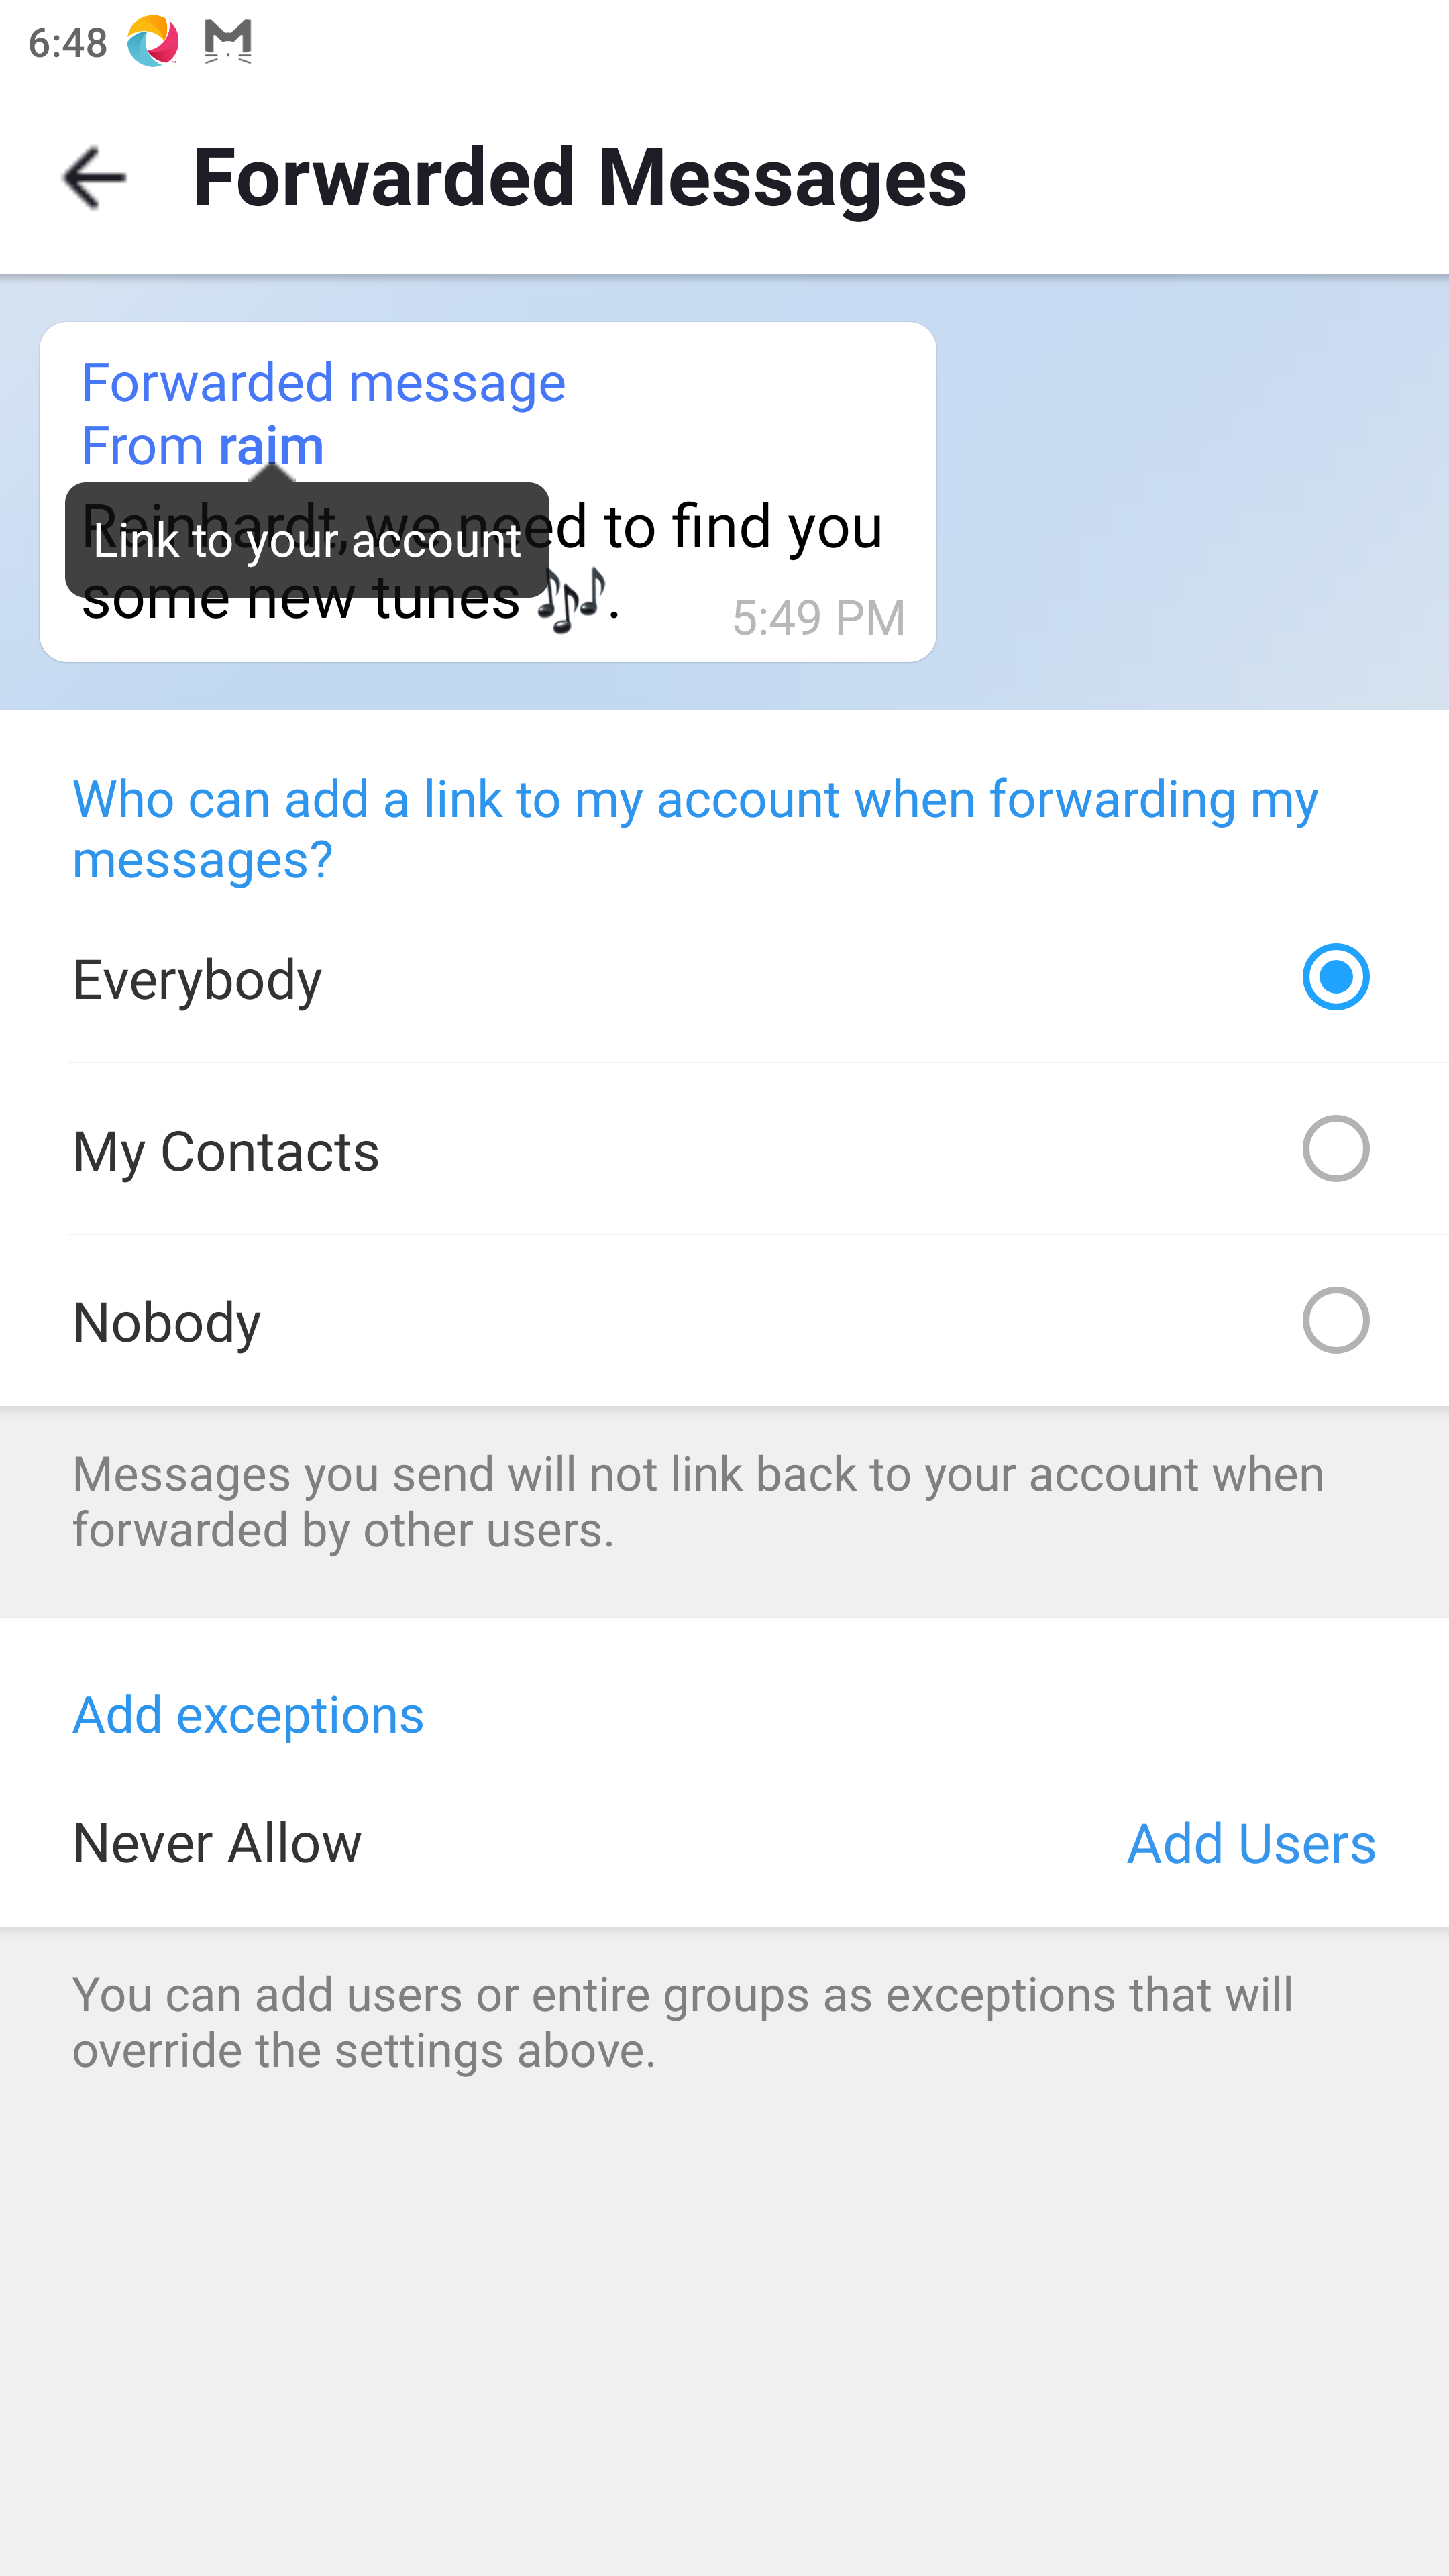 6:48
Forwarded Messages
Forwarded message
From raim
Reinhardt, we need to find you
Link to your account
some new tunes 🎶.
5:49 PM
Who can add a link to my account when forwarding my
messages?
Everybody
My Contacts
Nobody
Messages you send will not link back to your account when
forwarded by other users.
Add exceptions
Never Allow
Add Users
You can add users or entire groups as exceptions that will
override the settings above.